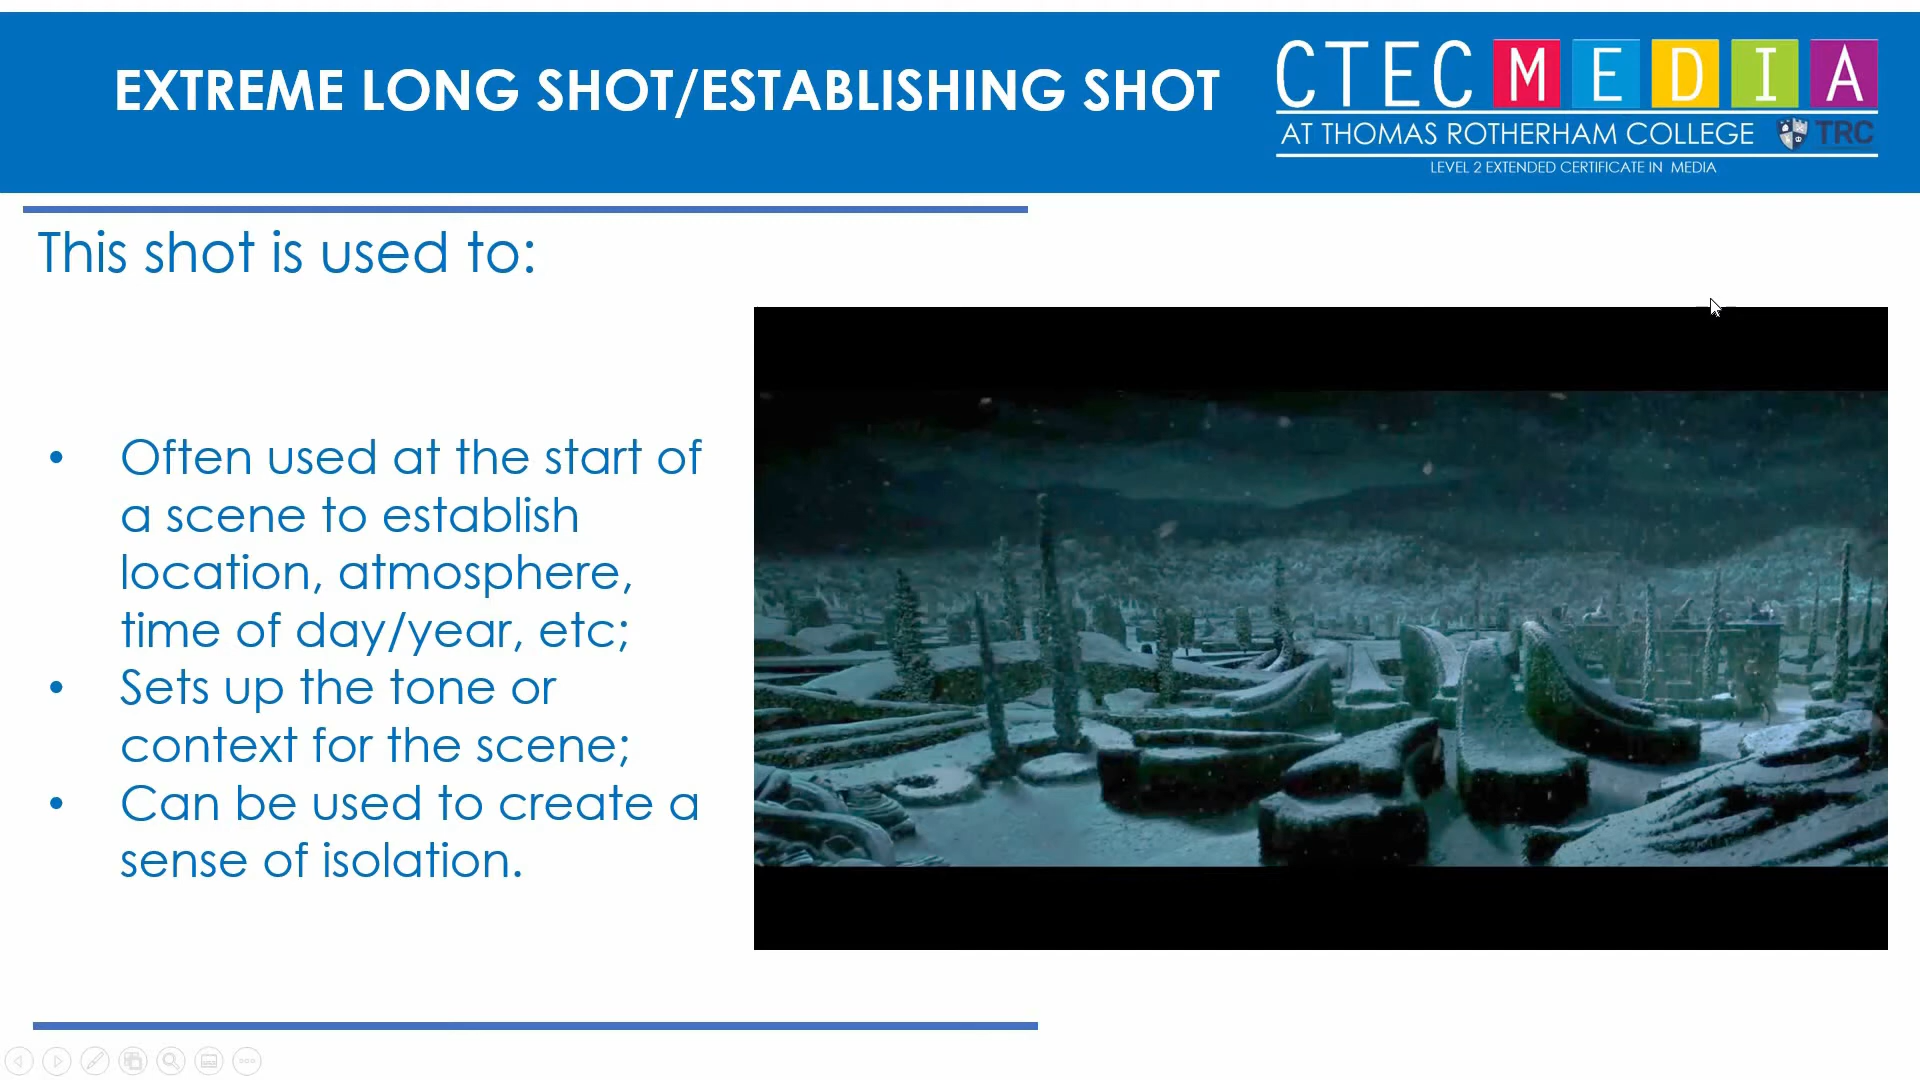 EXTREME LONG SHOT/ESTABLISHING SHOT
CTEC MEDIA
AT THOMAS ROTHERHAM COLLEGE TRC
LEVEL 2 EXTENDED CERTIFICATE IN MEDIA
This shot is used to:
• Often used at the start of
a scene to establish
location, atmosphere,
time of day/year, etc;
• Sets up the tone or
context for the scene;
• Can be used to create a
sense of isolation.